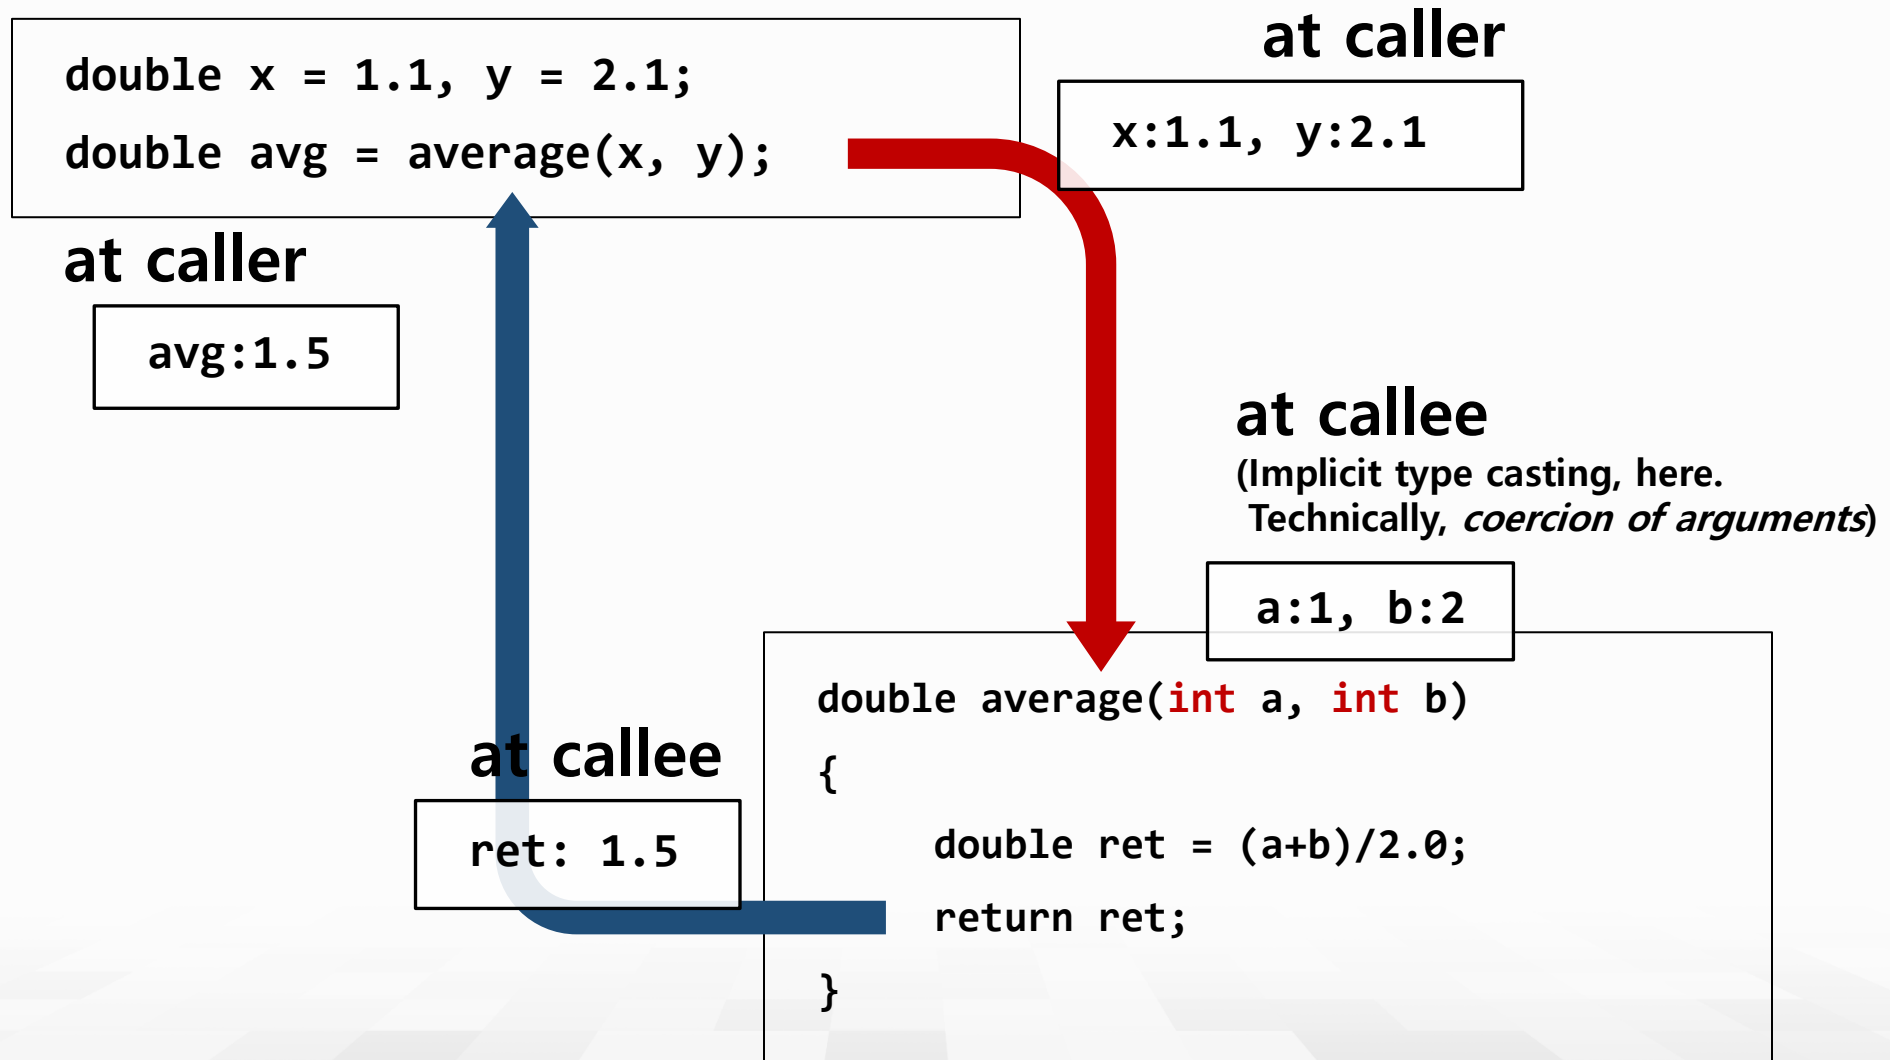 double x = 1.1, y = 2.1;
double avg = average(x, y);
at caller
x:1.1, y:2.1
at caller
avg:1.5
at callee
(Implicit type casting, here.
Technically, coercion of arguments)
a:1, b:2
double average(int a, int b)
{
double ret = (a+b)/2.0;
return ret;
}
at callee
ret: 1.5